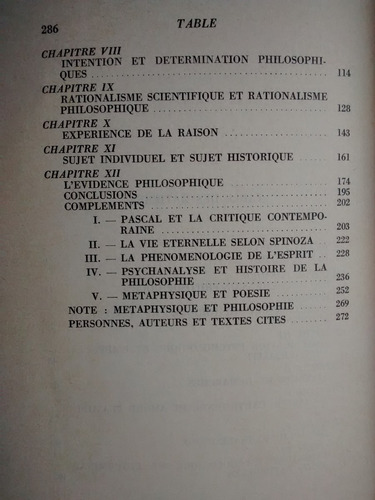 286 TABLE
CHAPITRE VIII
INTENTION ET DETERMINATION PHILOSOPHI-
QUES ........ 114
CHAPITRE IX
RATIONALISME SCIENTIFIQUE ET RATIONALISME
PHILOSOPHIQUE ........ 128
CHAPITRE X
EXPERIENCE DE LA RAISON ........ 143
CHAPITRE XI
SUJET INDIVIDUEL ET SUJET HISTORIQUE ........ 161
CHAPITRE XII
L'EVIDENCE PHILOSOPHIQUE ........ 174
CONCLUSIONS ........ 195
COMPLEMENTS ........ 202
I. — PASCAL ET LA CRITIQUE CONTEMPO-
RAINE ........ 203
II. — LA VIE ETERNELLE SELON SPINOZA ........ 222
III. — LA PHENOMENOLOGIE DE L'ESPRIT ........ 228
IV. — PSYCHANALYSE ET HISTOIRE DE LA
PHILOSOPHIE ........ 236
V. — METAPHYSIQUE ET POESIE ........ 252
NOTE : METAPHYSIQUE ET PHILOSOPHIE ........ 269
PERSONNES, AUTEURS ET TEXTES CITES ........ 272